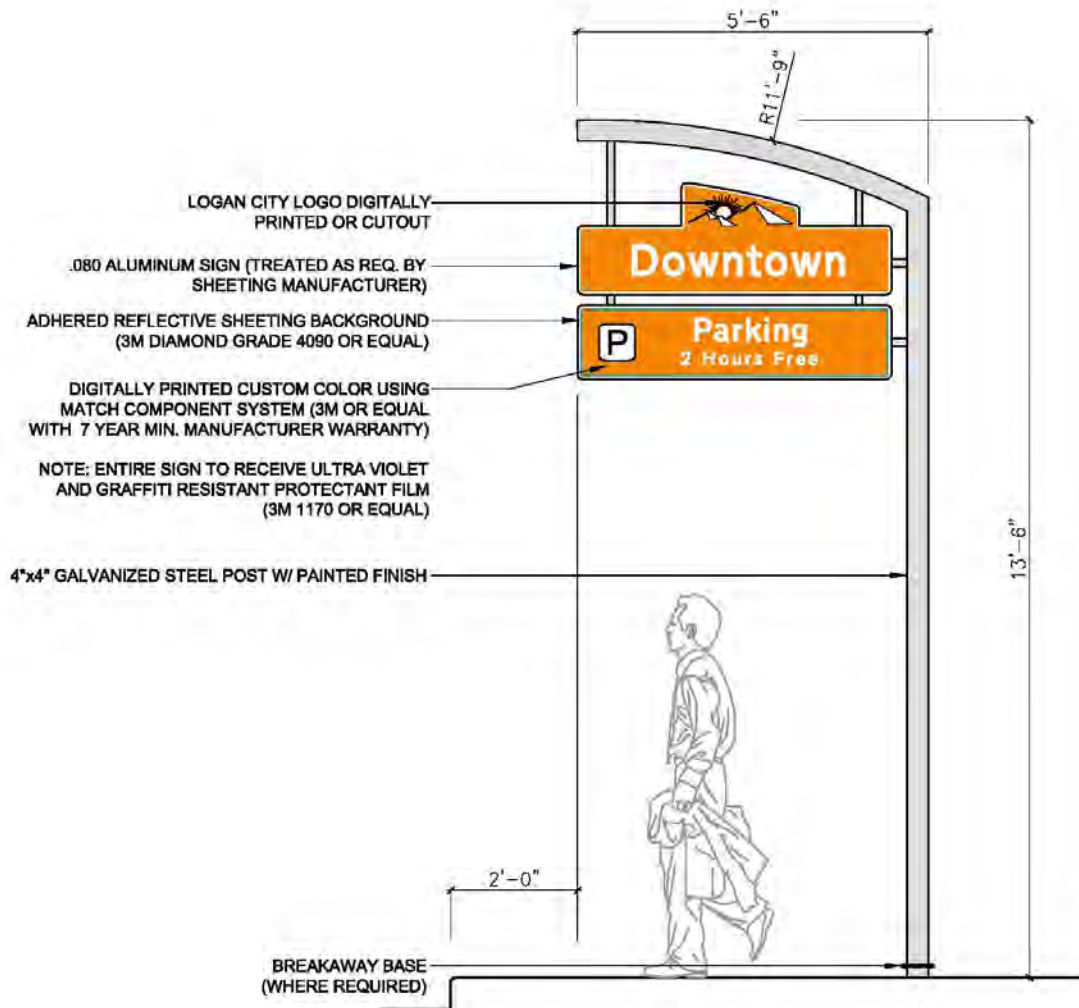 5'-6"
R11'-9"
LOGAN CITY LOGO DIGITALLY
PRINTED OR CUTOUT
.080 ALUMINUM SIGN (TREATED AS REQ. BY
SHEETING MANUFACTURER)
ADHERED REFLECTIVE SHEETING BACKGROUND
(3M DIAMOND GRADE 4090 OR EQUAL)
DIGITALLY PRINTED CUSTOM COLOR USING
MATCH COMPONENT SYSTEM (3M OR EQUAL
WITH 7 YEAR MIN. MANUFACTURER WARRANTY)
NOTE: ENTIRE SIGN TO RECEIVE ULTRA VIOLET
AND GRAFFITI RESISTANT PROTECTANT FILM
(3M 1170 OR EQUAL)
4"x4" GALVANIZED STEEL POST W/ PAINTED FINISH
Downtown
P
Parking
2 Hours Free
13'-6"
2'-0"
BREAKAWAY BASE
(WHERE REQUIRED)